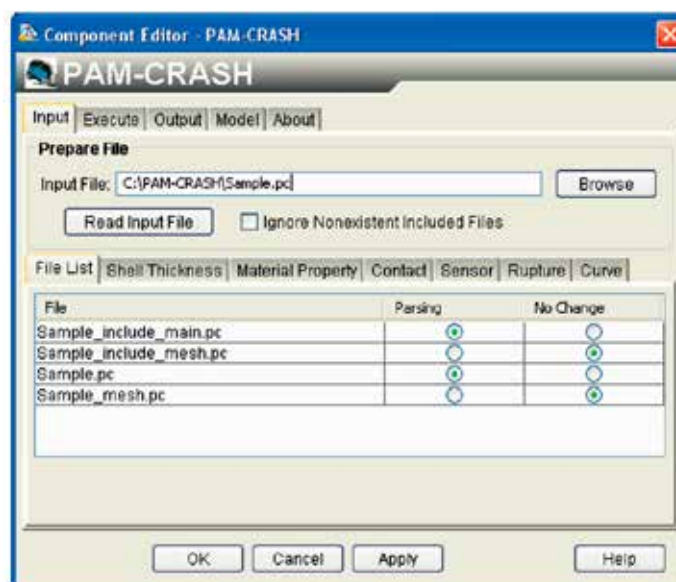 Component Editor - PAM-CRASH
PAM-CRASH
Input Execute Output Model About
Prepare File
Input File: C:\PAM-CRASH\Sample.pc Browse
Read Input File Ignore Nonexistent Included Files
File List Shell Thickness Material Property Contact Sensor Rupture Curve
File Parsing No Change
Sample_include_main.pc
Sample_include_mesh.pc
Sample.pc
Sample_mesh.pc
OK Cancel Apply Help